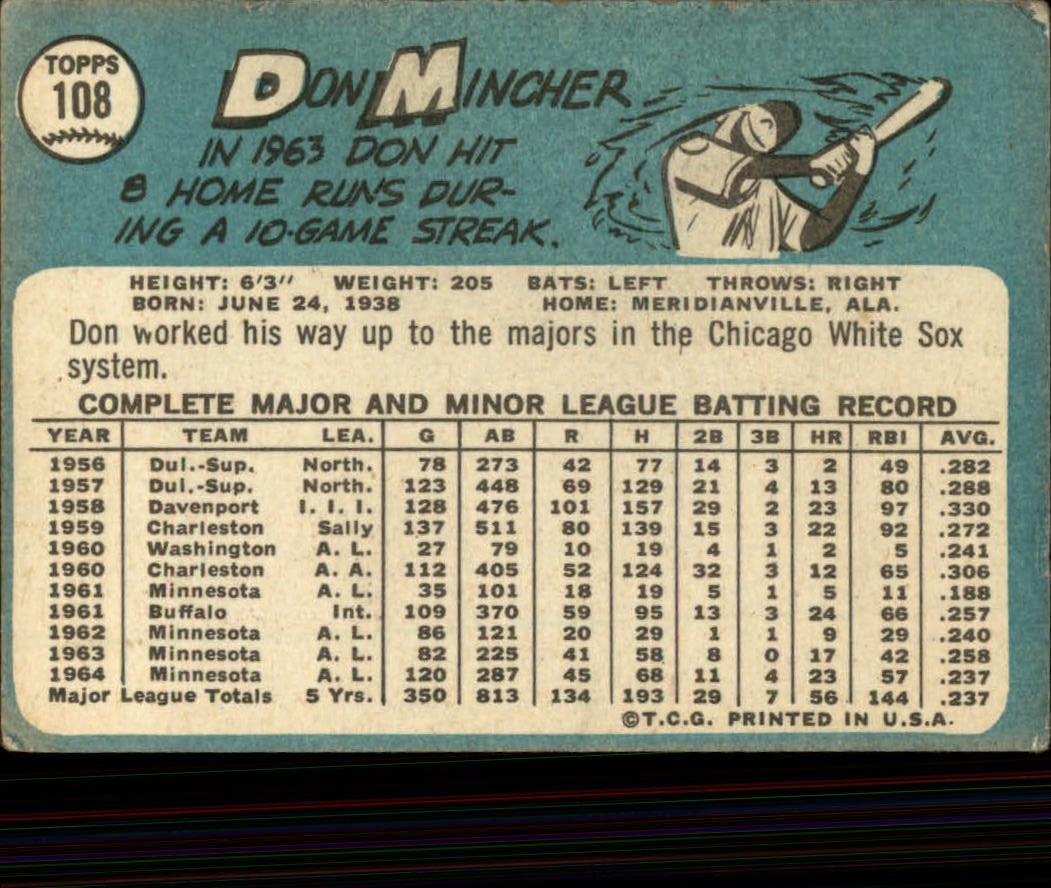 TOPPS
108
DON MINCHER
IN 1963 DON HIT
8 HOME RUNS DUR-
ING A 10-GAME STREAK.
HEIGHT: 6'3" WEIGHT: 205 BATS: LEFT THROWS: RIGHT
BORN: JUNE 24, 1938 HOME: MERIDIANVILLE, ALA.
Don worked his way up to the majors in the Chicago White Sox
system.
COMPLETE MAJOR AND MINOR LEAGUE BATTING RECORD
YEAR TEAM LEA. G AB R H 2B 3B HR RBI AVG.
1956 Dul.-Sup. North. 78 273 42 77 14 3 2 49 .282
1957 Dul.-Sup. North. 123 448 69 129 21 4 13 80 .288
1958 Davenport I. I. I. 128 476 101 157 29 2 23 97 .330
1959 Charleston Sally 137 511 80 139 15 3 22 92 .272
1960 Washington A. L. 27 79 10 19 4 1 2 5 .241
1960 Charleston A. A. 112 405 52 124 32 3 12 65 .306
1961 Minnesota A. L. 35 101 18 19 5 1 5 11 .188
1961 Buffalo Int. 109 370 59 95 13 3 24 66 .257
1962 Minnesota A. L. 86 121 20 29 1 1 9 29 .240
1963 Minnesota A. L. 82 225 41 58 8 0 17 42 .258
1964 Minnesota A. L. 120 287 45 68 11 4 23 57 .237
Major League Totals 5 Yrs. 350 813 134 193 29 7 56 144 .237
©T.C.G. PRINTED IN U.S.A.